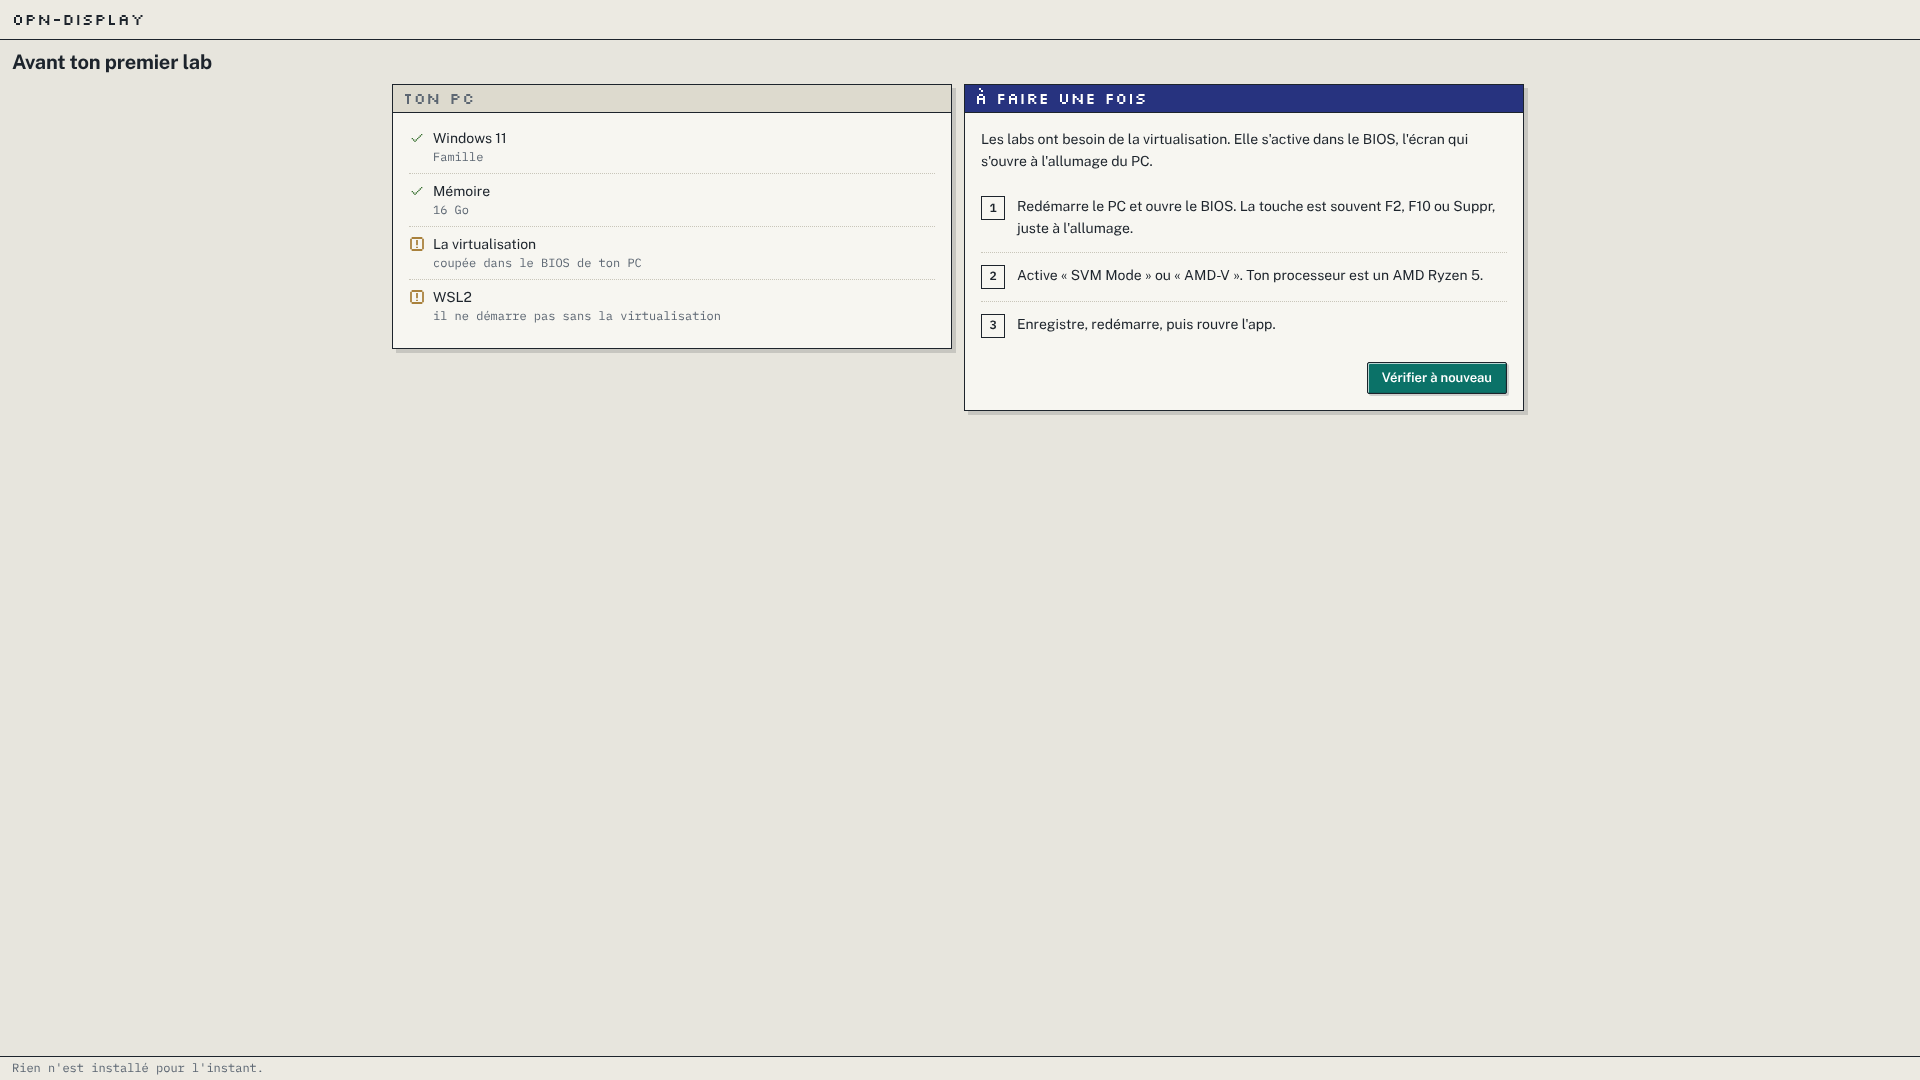 OPN-DISPLAY
Avant ton premier lab
TON PC
Windows 11
Famille
Mémoire
16 Go
La virtualisation
coupée dans le BIOS de ton PC
WSL2
il ne démarre pas sans la virtualisation
À FAIRE UNE FOIS
Les labs ont besoin de la virtualisation. Elle s'active dans le BIOS, l'écran qui
s'ouvre à l'allumage du PC.
1 Redémarre le PC et ouvre le BIOS. La touche est souvent F2, F10 ou Suppr,
juste à l'allumage.
2 Active « SVM Mode » ou « AMD-V ». Ton processeur est un AMD Ryzen 5.
3 Enregistre, redémarre, puis rouvre l'app.
Vérifier à nouveau
Rien n'est installé pour l'instant.